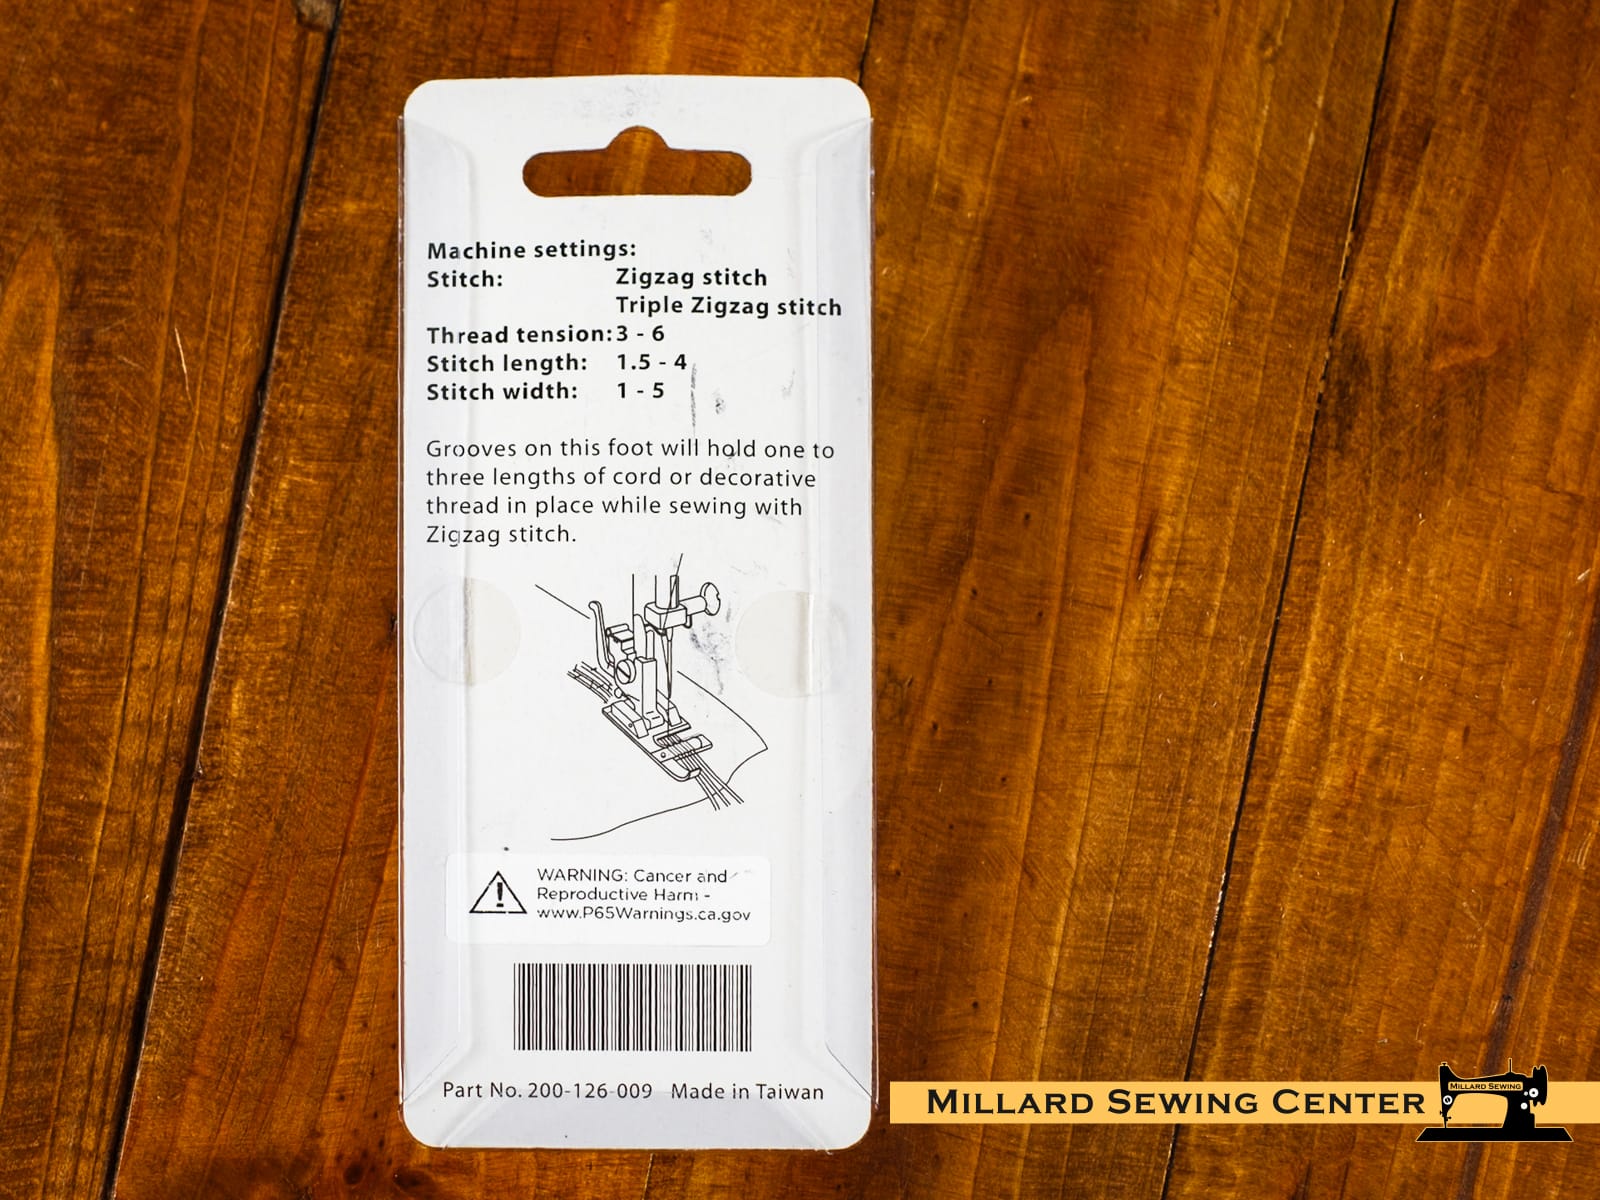 Machine settings:
Stitch: Zigzag stitch
Triple Zigzag stitch
Thread tension: 3 - 6
Stitch length: 1.5 - 4
Stitch width: 1 - 5
Grooves on this foot will hold one to
three lengths of cord or decorative
thread in place while sewing with
Zigzag stitch.
WARNING: Cancer and
Reproductive Harm -
www.P65Warnings.ca.gov
Part No. 200-126-009 Made in Taiwan
MILLARD SEWING CENTER
MILLARD SEWING